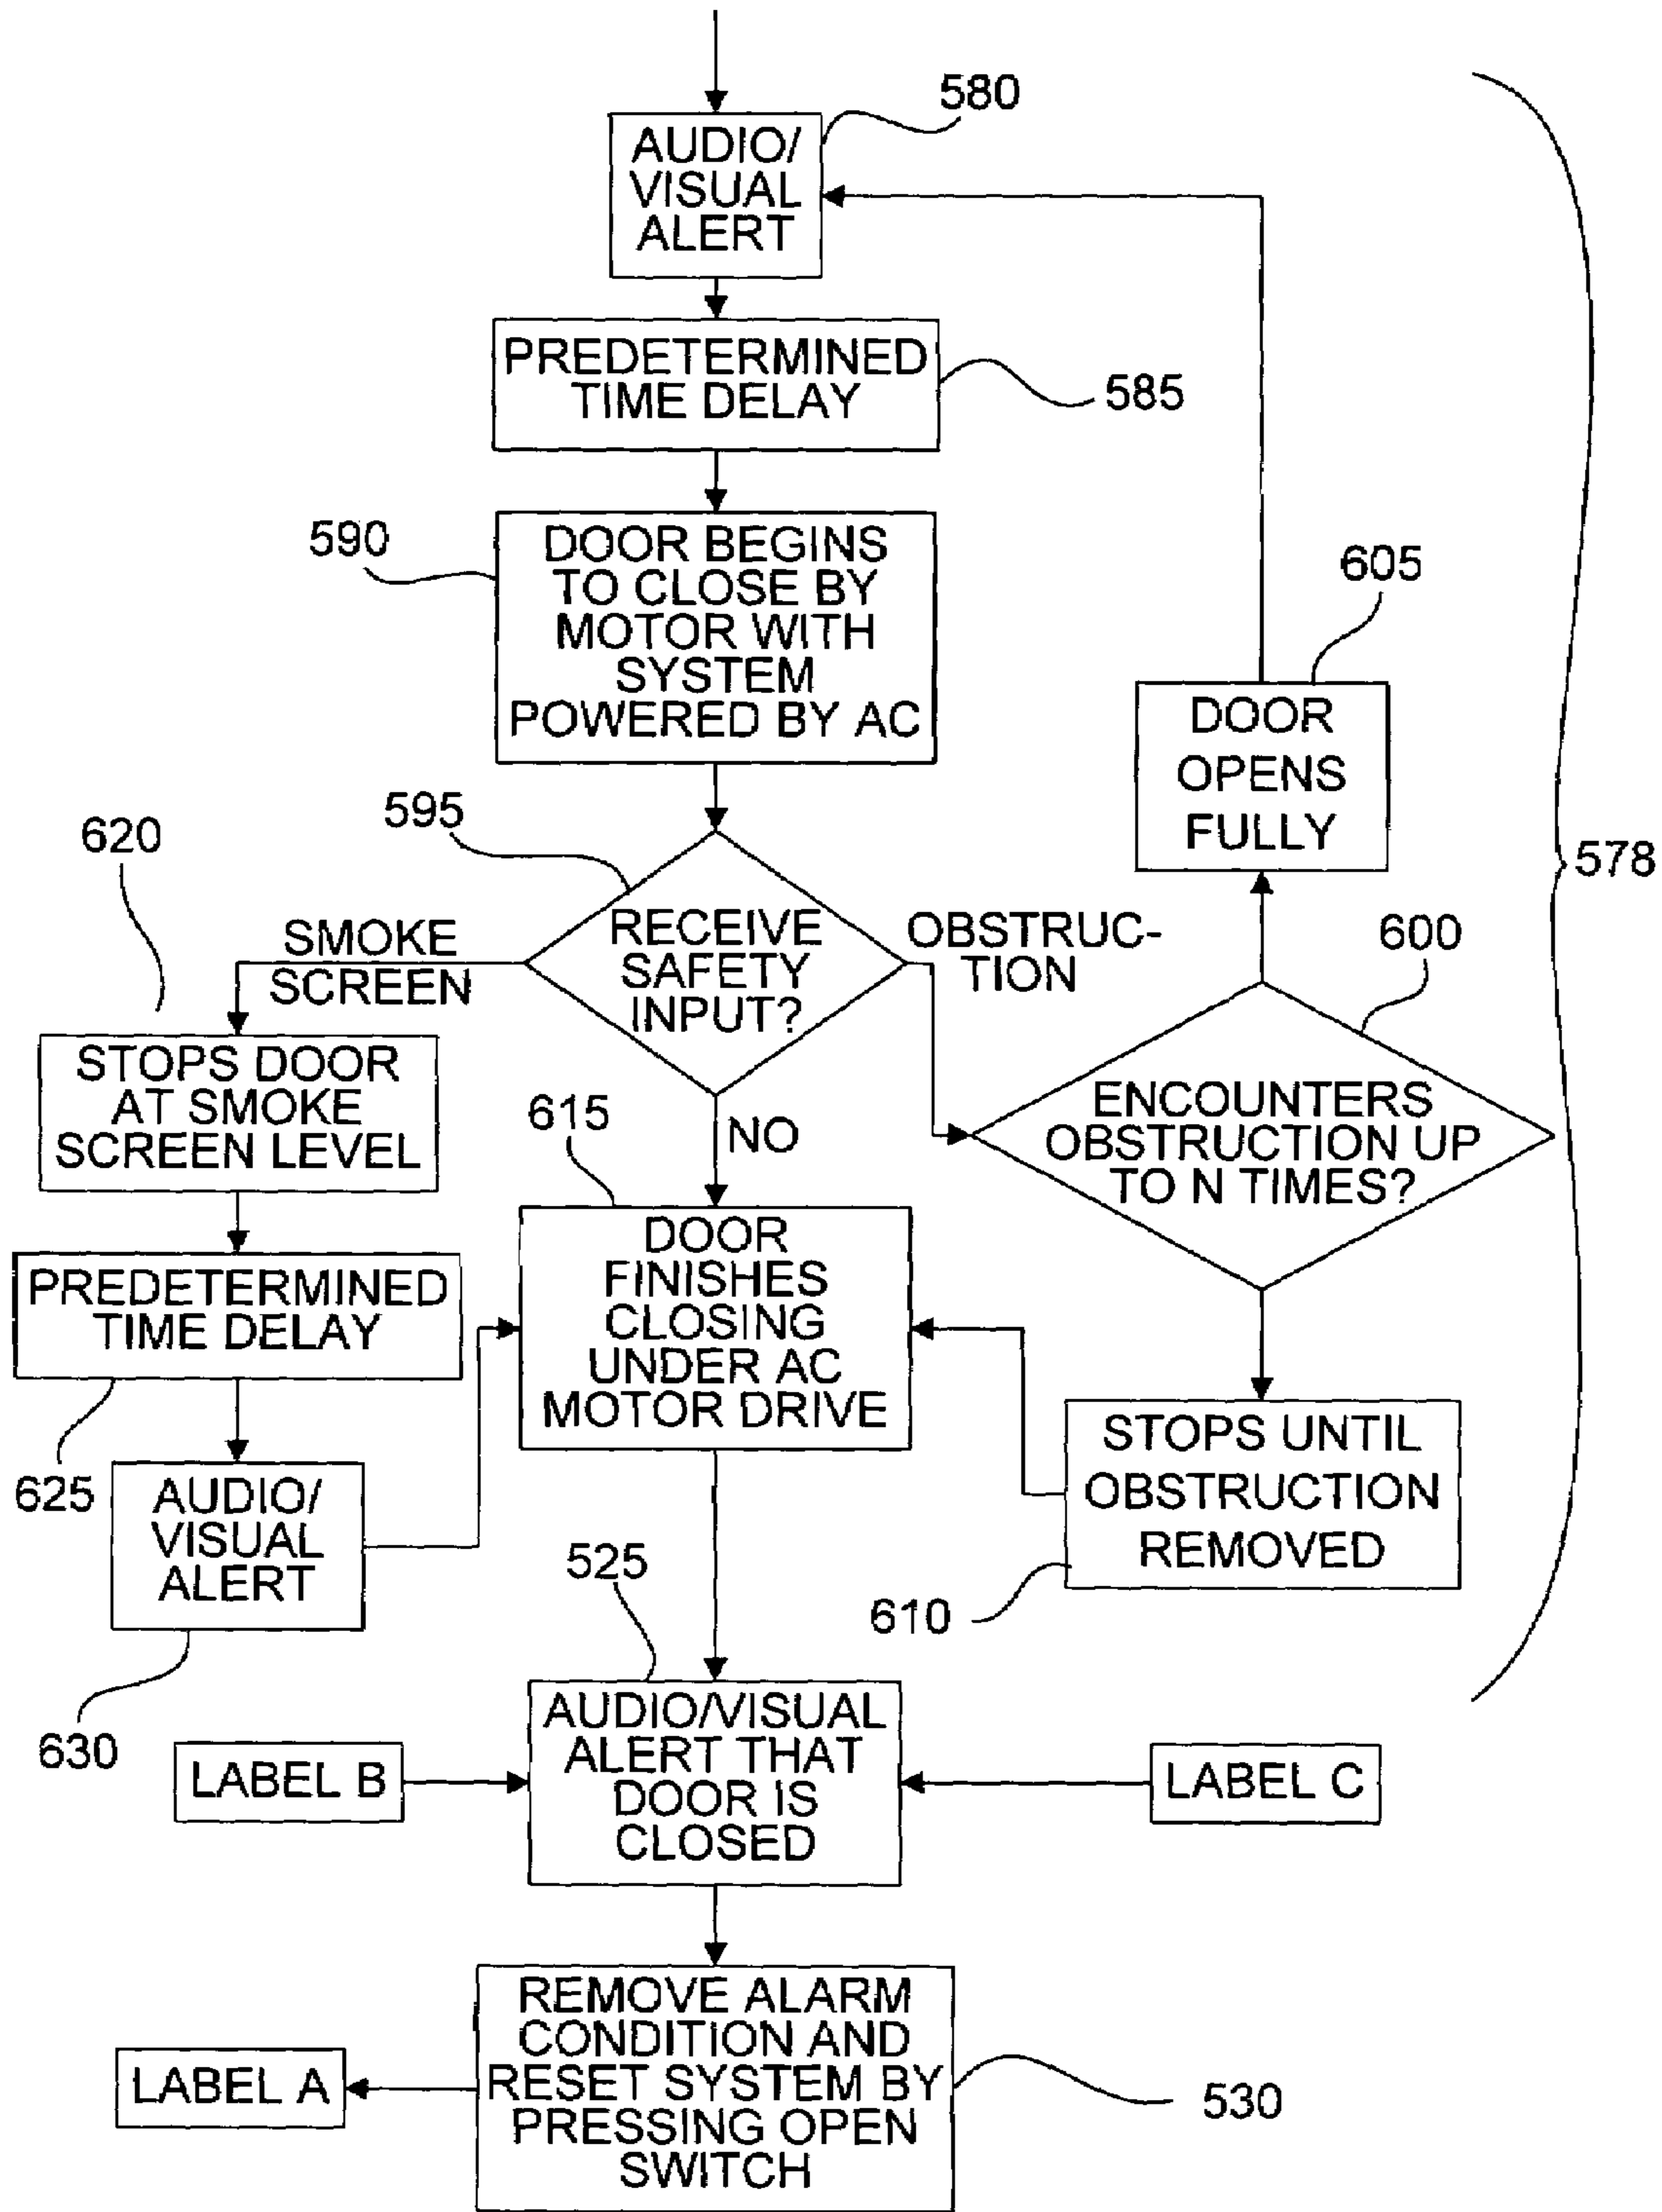 580
AUDIO/
VISUAL
ALERT
PREDETERMINED
TIME DELAY
585
590
DOOR BEGINS
TO CLOSE BY
MOTOR WITH
SYSTEM
POWERED BY AC
605
DOOR
OPENS
FULLY
578
595
620
SMOKE
SCREEN
RECEIVE
SAFETY
INPUT?
OBSTRUC-
TION
600
STOPS DOOR
AT SMOKE
SCREEN LEVEL
615
NO
ENCOUNTERS
OBSTRUCTION UP
TO N TIMES?
PREDETERMINED
TIME DELAY
625
DOOR
FINISHES
CLOSING
UNDER AC
MOTOR DRIVE
STOPS UNTIL
OBSTRUCTION
REMOVED
610
AUDIO/
VISUAL
ALERT
630
525
AUDIO/VISUAL
ALERT THAT
DOOR IS
CLOSED
LABEL B
LABEL C
REMOVE ALARM
CONDITION AND
RESET SYSTEM BY
PRESSING OPEN
SWITCH
LABEL A
530